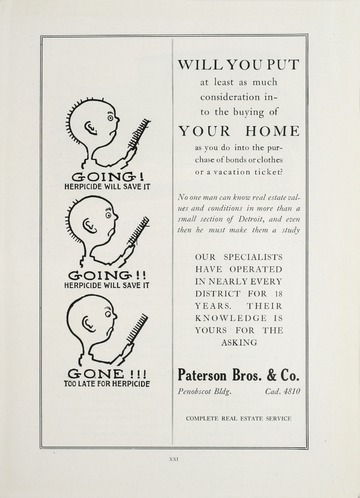 GOING!
HERPICIDE WILL SAVE IT
GOING!!
HERPICIDE WILL SAVE IT
GONE!!!
TOO LATE FOR HERPICIDE
WILL YOU PUT
at least as much
consideration in-
to the buying of
YOUR HOME
as you do into the pur-
chase of bonds or clothes
or a vacation ticket?
No one man can know real estate val-
ues and conditions in more than a
small section of Detroit, and even
then he must make them a study
OUR SPECIALISTS
HAVE OPERATED
IN NEARLY EVERY
DISTRICT FOR 18
YEARS. THEIR
KNOWLEDGE IS
YOURS FOR THE
ASKING
Paterson Bros. & Co.
Penobscot Bldg. Cad. 4810
COMPLETE REAL ESTATE SERVICE
XXI